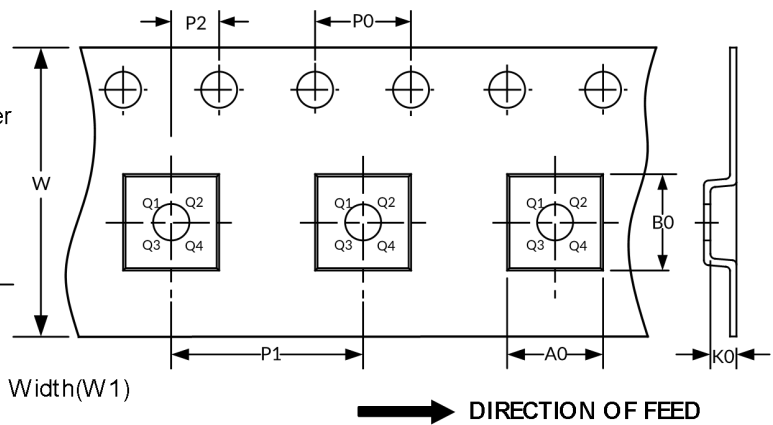 P2
P0
er
W
Q1 Q2
Q3 Q4
Q1 Q2
Q3 Q4
Q1 Q2
Q3 Q4
B0
P1
A0
K0
Width(W1)
DIRECTION OF FEED